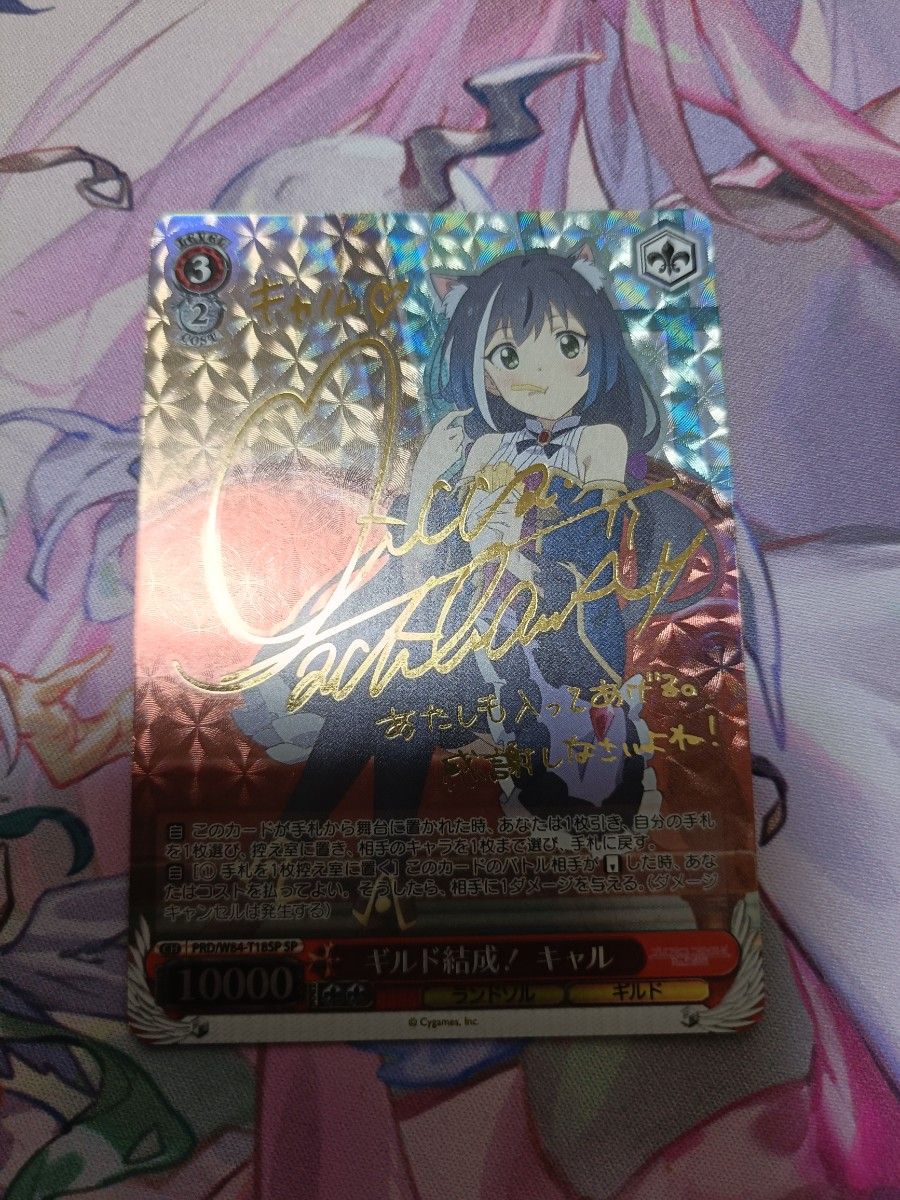 LEVEL
3
2
COST
キャル
あたしも入ってあげる。
感謝しなさいよね!
自 このカードが手札から舞台に置かれた時、あなたは1枚引き、自分の手札
を1枚選び、控え室に置き、相手のキャラを1枚まで選び、手札に戻す。
自 [① 手札を1枚控え室に置く] このカードのバトル相手が した時、あな
たはコストを払ってよい。そうしたら、相手に1ダメージを与える。(ダメージ
キャンセルは発生する)
PRD/W84-T18SP SP
ギルド結成! キャル
10000
ランドソル ギルド
© Cygames, Inc.